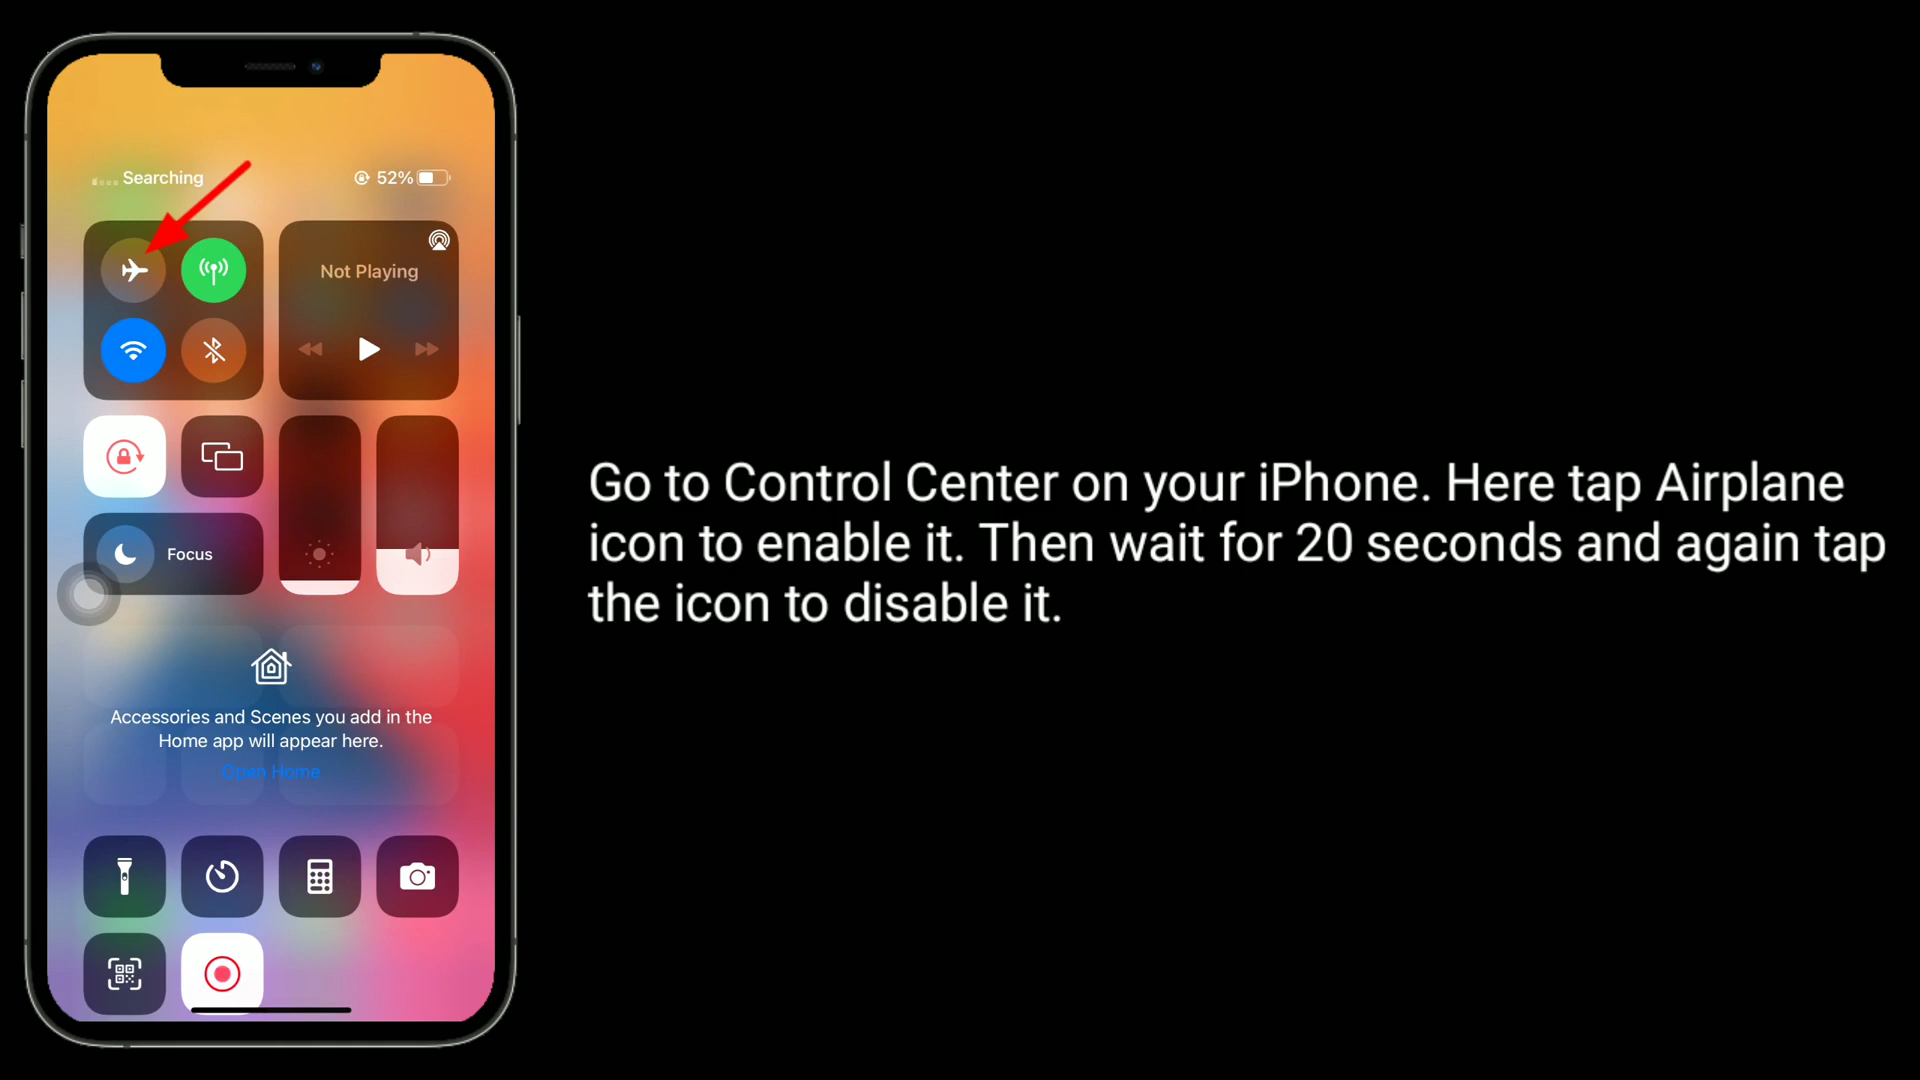 Searching 52%
Not Playing
Focus
Accessories and Scenes you add in the
Home app will appear here.
Open Home
Go to Control Center on your iPhone. Here tap Airplane
icon to enable it. Then wait for 20 seconds and again tap
the icon to disable it.